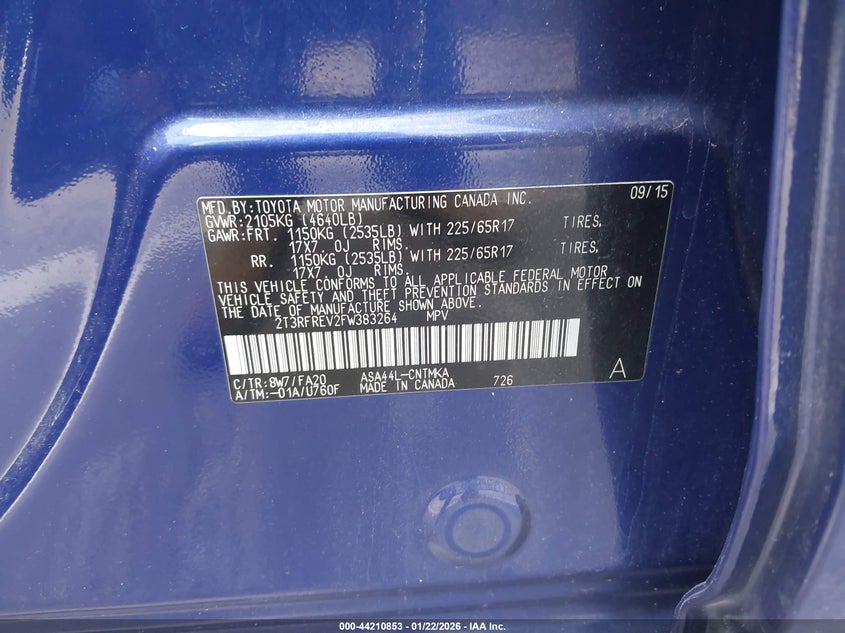 MFD.BY:TOYOTA MOTOR MANUFACTURING CANADA INC. 09/15
GVWR:2105KG (4640LB)
GAWR:FRT. 1150KG (2535LB) WITH 225/65R17 TIRES,
17X7. OJ RIMS.
RR. 1150KG (2535LB) WITH 225/65R17 TIRES,
17X7. OJ RIMS.
THIS VEHICLE CONFORMS TO ALL APPLICABLE FEDERAL MOTOR
VEHICLE SAFETY AND THEFT PREVENTION STANDARDS IN EFFECT ON
THE DATE OF MANUFACTURE SHOWN ABOVE.
2T3RFREV2FW383264 MPV
C/TR:8W7/FA20 ASA44L-CNTMKA
A/TM:-01A/U760F MADE IN CANADA 726 A
000-44210853 - 01/22/2026 - IAA Inc.